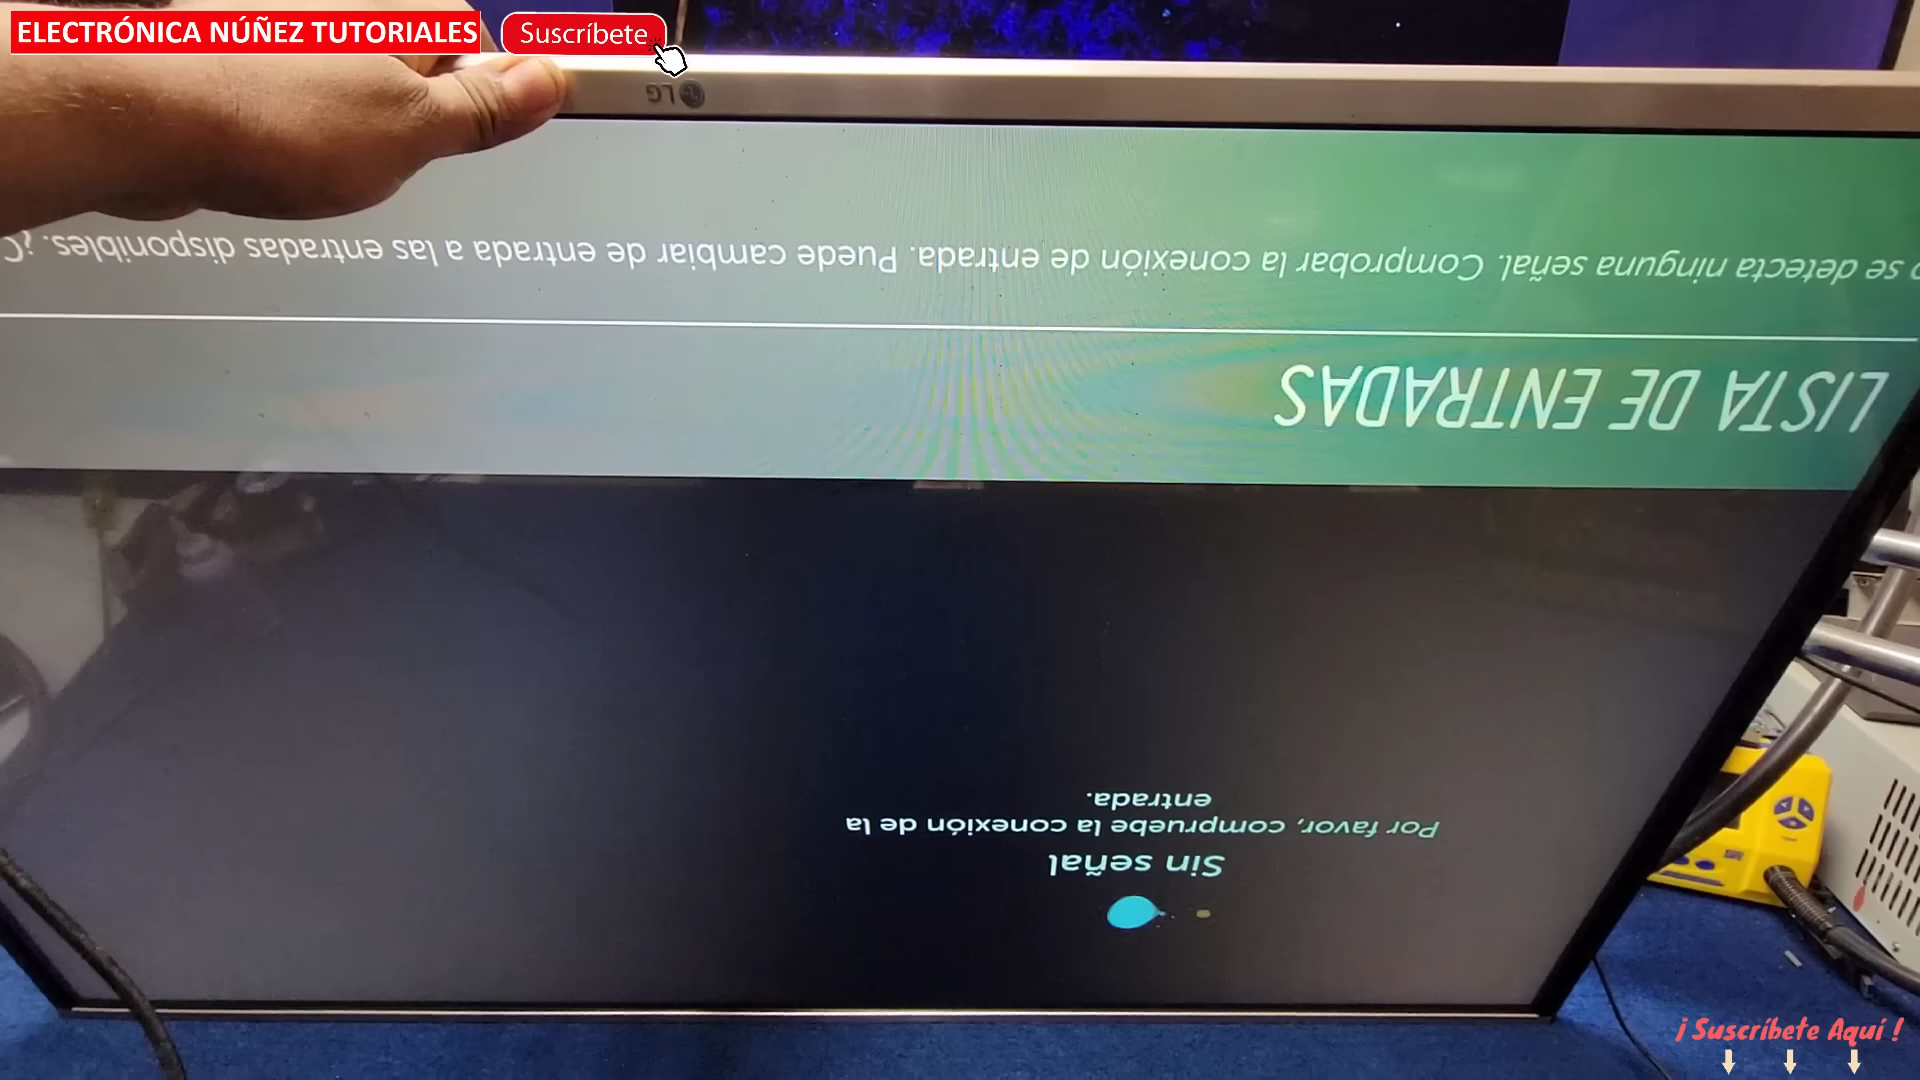 ELECTRÓNICA NÚÑEZ TUTORIALES
Suscríbete
LG
Sin señal
Por favor, compruebe la conexión de la
entrada.
LISTA DE ENTRADAS
se detecta ninguna señal. Comprobar la conexión de entrada. Puede cambiar de entrada a las entradas disponibles.
¡ Suscríbete Aquí !